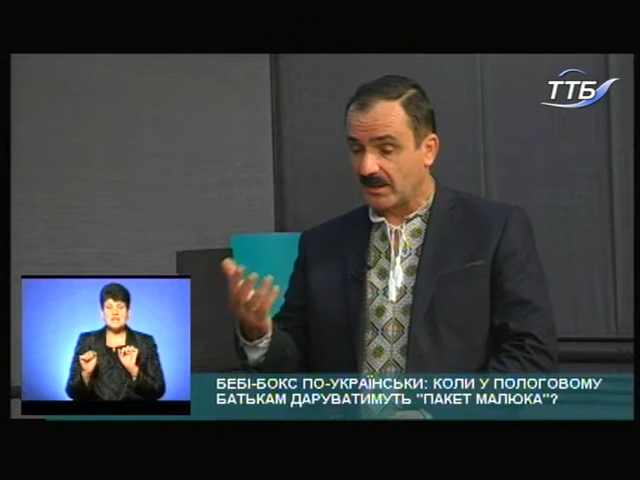 ТТБ
БЕБІ-БОКС ПО-УКРАЇНСЬКИ: КОЛИ У ПОЛОГОВОМУ
БАТЬКАМ ДАРУВАТИМУТЬ "ПАКЕТ МАЛЮКА"?